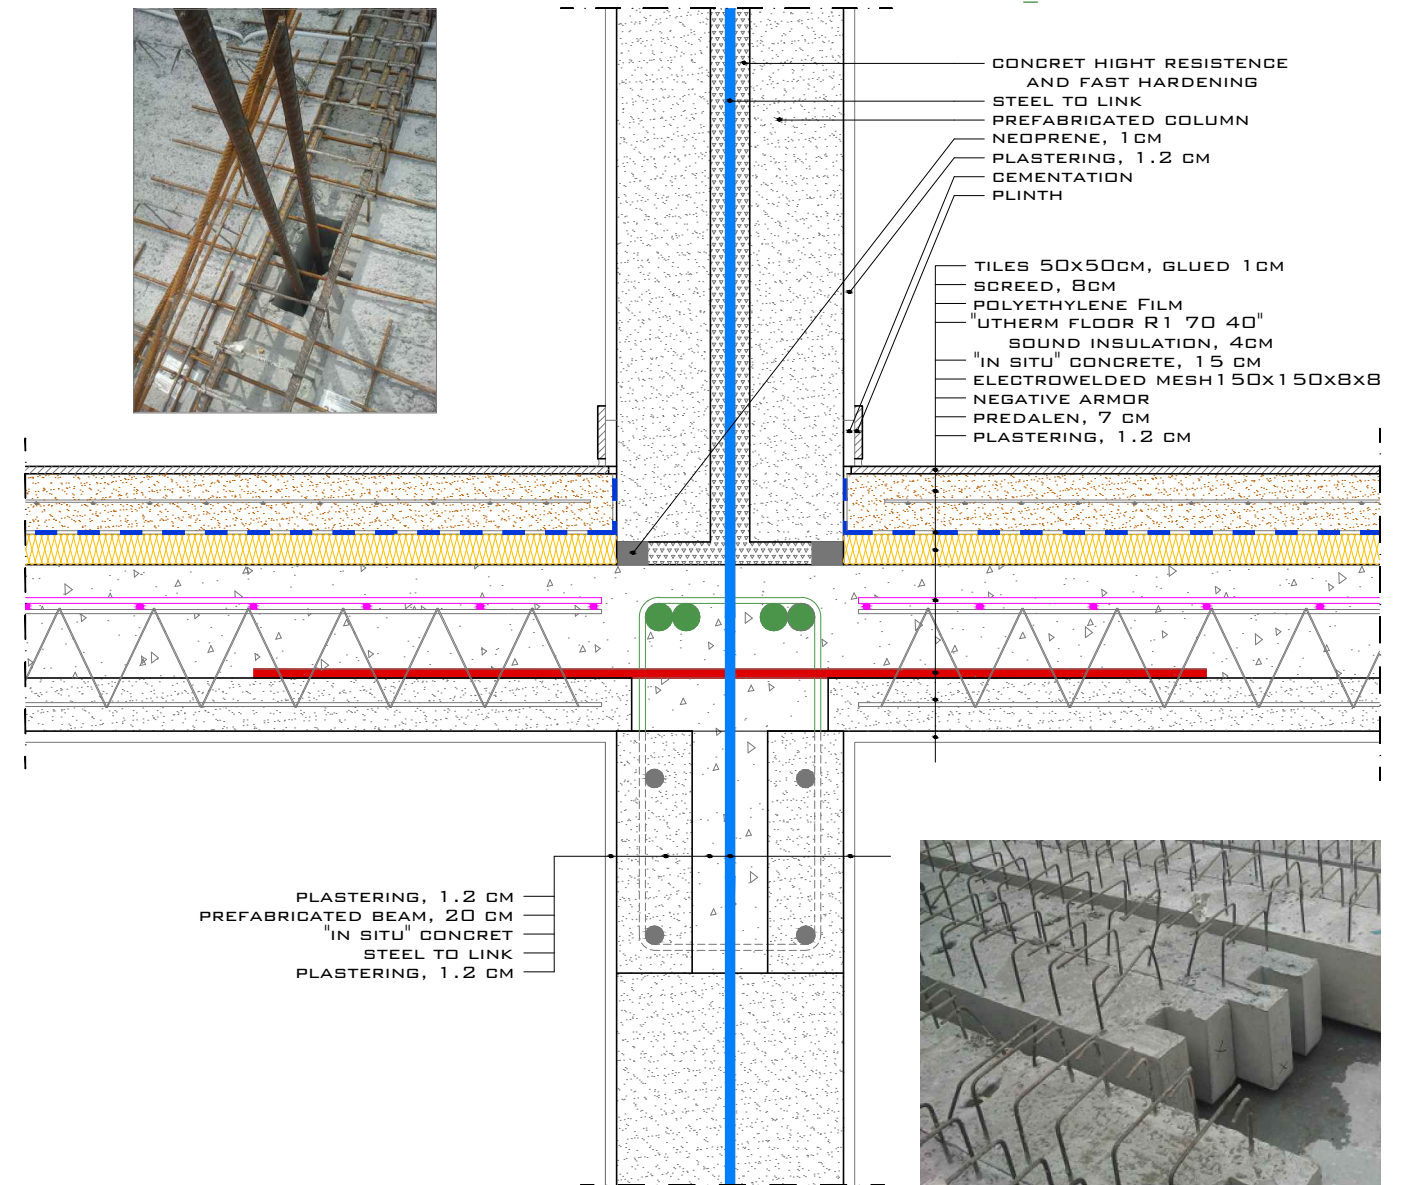 CONCRET HIGHT RESISTENCE
AND FAST HARDENING
STEEL TO LINK
PREFABRICATED COLUMN
NEOPRENE, 1CM
PLASTERING, 1.2 CM
CEMENTATION
PLINTH
TILES 50x50CM, GLUED 1CM
SCREED, 8CM
POLYETHYLENE FILM
"UTHERM FLOOR R1 70 40"
SOUND INSULATION, 4CM
"IN SITU" CONCRETE, 15 CM
ELECTROWELDED MESH150x150x8x8
NEGATIVE ARMOR
PREDALEN, 7 CM
PLASTERING, 1.2 CM
PLASTERING, 1.2 CM
PREFABRICATED BEAM, 20 CM
"IN SITU" CONCRET
STEEL TO LINK
PLASTERING, 1.2 CM